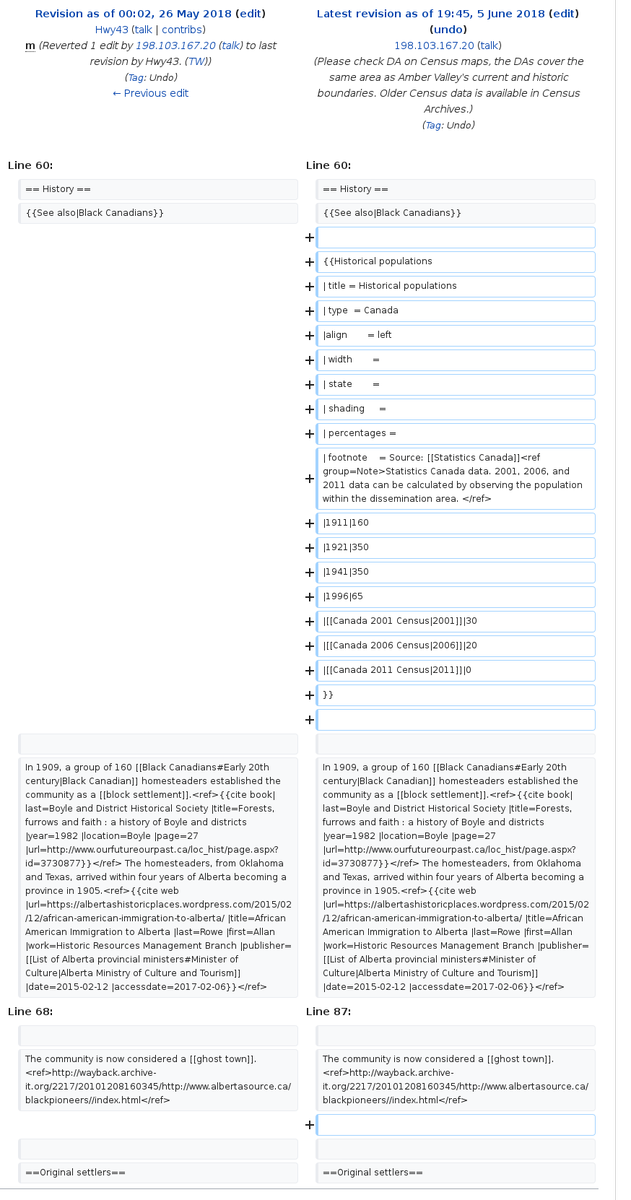 Revision as of 00:02, 26 May 2018 (edit)
Hwy43 (talk | contribs)
m (Reverted 1 edit by 198.103.167.20 (talk) to last
revision by Hwy43. (TW))
(Tag: Undo)
← Previous edit
Latest revision as of 19:45, 5 June 2018 (edit)
(undo)
198.103.167.20 (talk)
(Please check DA on Census maps, the DAs cover the
same area as Amber Valley's current and historic
boundaries. Older Census data is available in Census
Archives.)
(Tag: Undo)
Line 60:
Line 60:
== History ==
== History ==
{{See also|Black Canadians}}
{{See also|Black Canadians}}
+
+ {{Historical populations
+ | title = Historical populations
+ | type = Canada
+ |align = left
+ | width =
+ | state =
+ | shading =
+ | percentages =
+ | footnote = Source: [[Statistics Canada]]<ref
group=Note>Statistics Canada data. 2001, 2006, and
2011 data can be calculated by observing the population
within the dissemination area. </ref>
+ |1911|160
+ |1921|350
+ |1941|350
+ |1996|65
+ |[[Canada 2001 Census|2001]]|30
+ |[[Canada 2006 Census|2006]]|20
+ |[[Canada 2011 Census|2011]]|0
+ }}
+
In 1909, a group of 160 [[Black Canadians#Early 20th
century|Black Canadian]] homesteaders established the
community as a [[block settlement]].<ref>{{cite book|
last=Boyle and District Historical Society |title=Forests,
furrows and faith : a history of Boyle and districts
|year=1982 |location=Boyle |page=27
|url=http://www.ourfutureourpast.ca/loc_hist/page.aspx?
id=3730877}}</ref> The homesteaders, from Oklahoma
and Texas, arrived within four years of Alberta becoming a
province in 1905.<ref>{{cite web
|url=https://albertashistoricplaces.wordpress.com/2015/02
/12/african-american-immigration-to-alberta/ |title=African
American Immigration to Alberta |last=Rowe |first=Allan
|work=Historic Resources Management Branch |publisher=
[[List of Alberta provincial ministers#Minister of
Culture|Alberta Ministry of Culture and Tourism]]
|date=2015-02-12 |accessdate=2017-02-06}}</ref>
In 1909, a group of 160 [[Black Canadians#Early 20th
century|Black Canadian]] homesteaders established the
community as a [[block settlement]].<ref>{{cite book|
last=Boyle and District Historical Society |title=Forests,
furrows and faith : a history of Boyle and districts
|year=1982 |location=Boyle |page=27
|url=http://www.ourfutureourpast.ca/loc_hist/page.aspx?
id=3730877}}</ref> The homesteaders, from Oklahoma
and Texas, arrived within four years of Alberta becoming a
province in 1905.<ref>{{cite web
|url=https://albertashistoricplaces.wordpress.com/2015/02
/12/african-american-immigration-to-alberta/ |title=African
American Immigration to Alberta |last=Rowe |first=Allan
|work=Historic Resources Management Branch |publisher=
[[List of Alberta provincial ministers#Minister of
Culture|Alberta Ministry of Culture and Tourism]]
|date=2015-02-12 |accessdate=2017-02-06}}</ref>
Line 68:
Line 87:
The community is now considered a [[ghost town]].
<ref>http://wayback.archive-
it.org/2217/20101208160345/http://www.albertasource.ca/
blackpioneers//index.html</ref>
The community is now considered a [[ghost town]].
<ref>http://wayback.archive-
it.org/2217/20101208160345/http://www.albertasource.ca/
blackpioneers//index.html</ref>
+
==Original settlers==
==Original settlers==